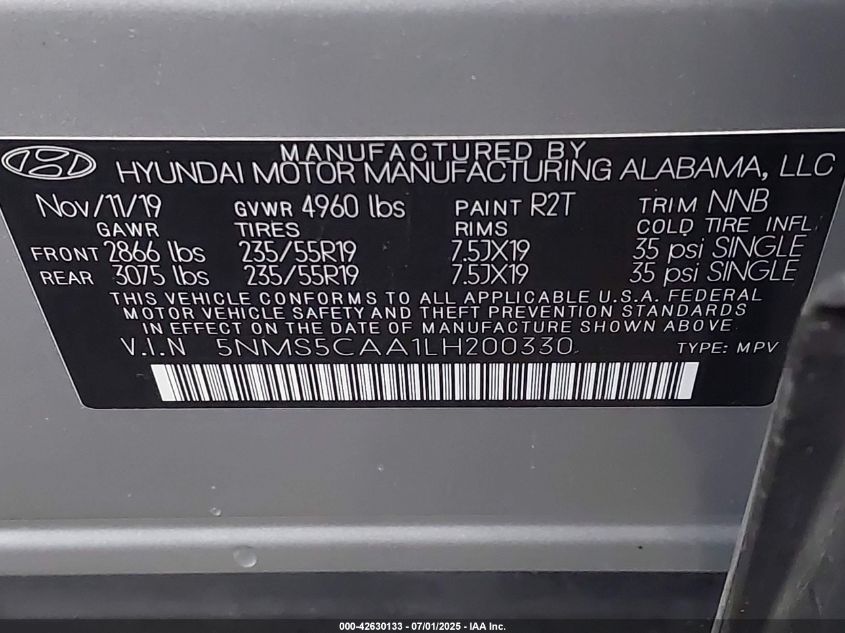 MANUFACTURED BY
HYUNDAI MOTOR MANUFACTURING ALABAMA, LLC
Nov/11/19 GVWR 4960 lbs PAINT R2T TRIM NNB
GAWR TIRES RIMS COLD TIRE INFL
FRONT 2866 lbs 235/55R19 7.5JX19 35 psi SINGLE
REAR 3075 lbs 235/55R19 7.5JX19 35 psi SINGLE
THIS VEHICLE CONFORMS TO ALL APPLICABLE U.S.A. FEDERAL
MOTOR VEHICLE SAFETY AND THEFT PREVENTION STANDARDS
IN EFFECT ON THE DATE OF MANUFACTURE SHOWN ABOVE.
V.I.N 5NMS5CAA1LH200330 TYPE: MPV
000-42630133 - 07/01/2025 - IAA Inc.